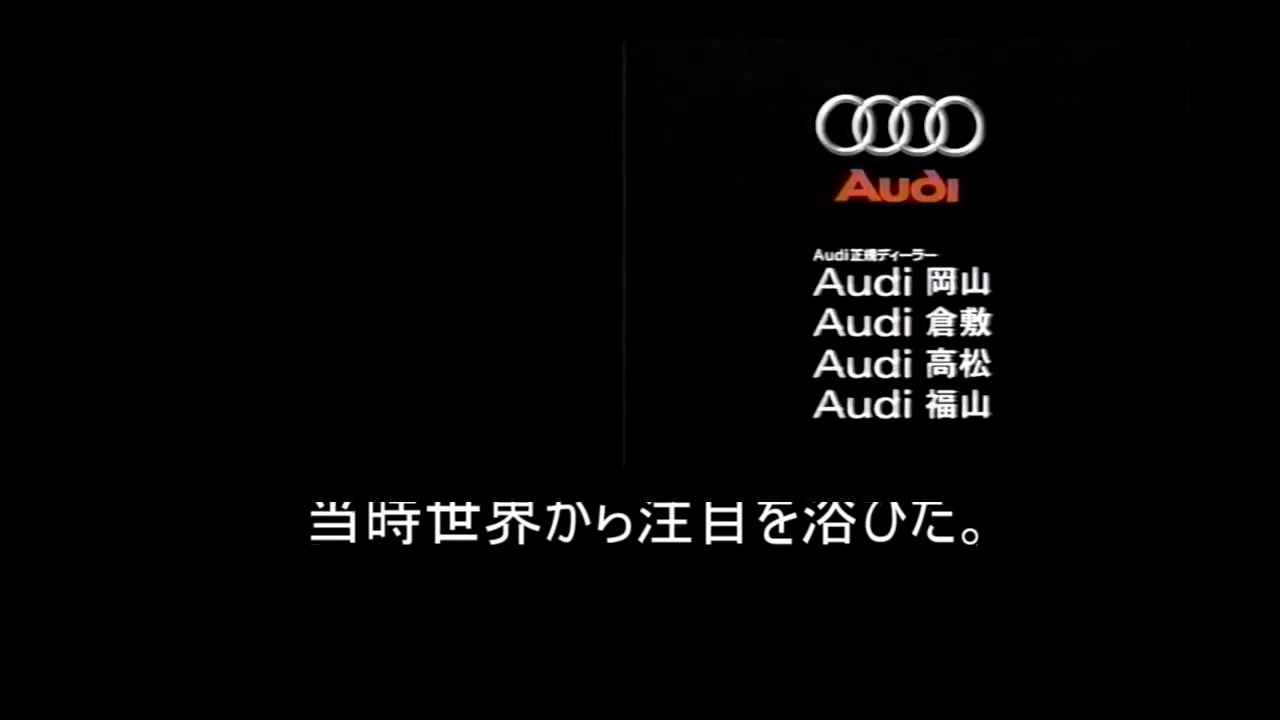 Audi
Audi正規ディーラー
Audi 岡山
Audi 倉敷
Audi 高松
Audi 福山
当時世界から注目を浴びた。